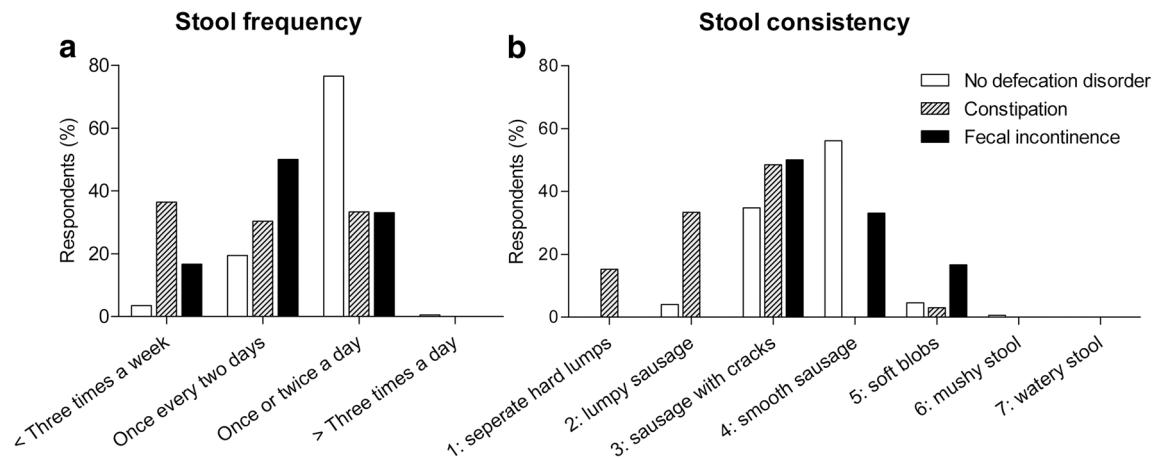 Stool frequency
a
80
60
40
20
0
Respondents (%)
< Three times a week
Once every two days
Once or twice a day
> Three times a day
Stool consistency
b
80
60
40
20
0
Respondents (%)
1: seperate hard lumps
2: lumpy sausage
3: sausage with cracks
4: smooth sausage
5: soft blobs
6: mushy stool
7: watery stool
No defecation disorder
Constipation
Fecal incontinence